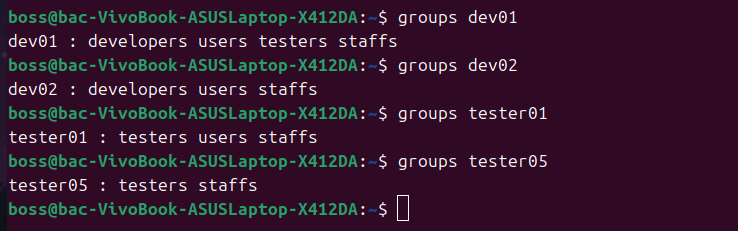 boss@bac-VivoBook-ASUSLaptop-X412DA:~$ groups dev01
dev01 : developers users testers staffs
boss@bac-VivoBook-ASUSLaptop-X412DA:~$ groups dev02
dev02 : developers users staffs
boss@bac-VivoBook-ASUSLaptop-X412DA:~$ groups tester01
tester01 : testers users staffs
boss@bac-VivoBook-ASUSLaptop-X412DA:~$ groups tester05
tester05 : testers staffs
boss@bac-VivoBook-ASUSLaptop-X412DA:~$